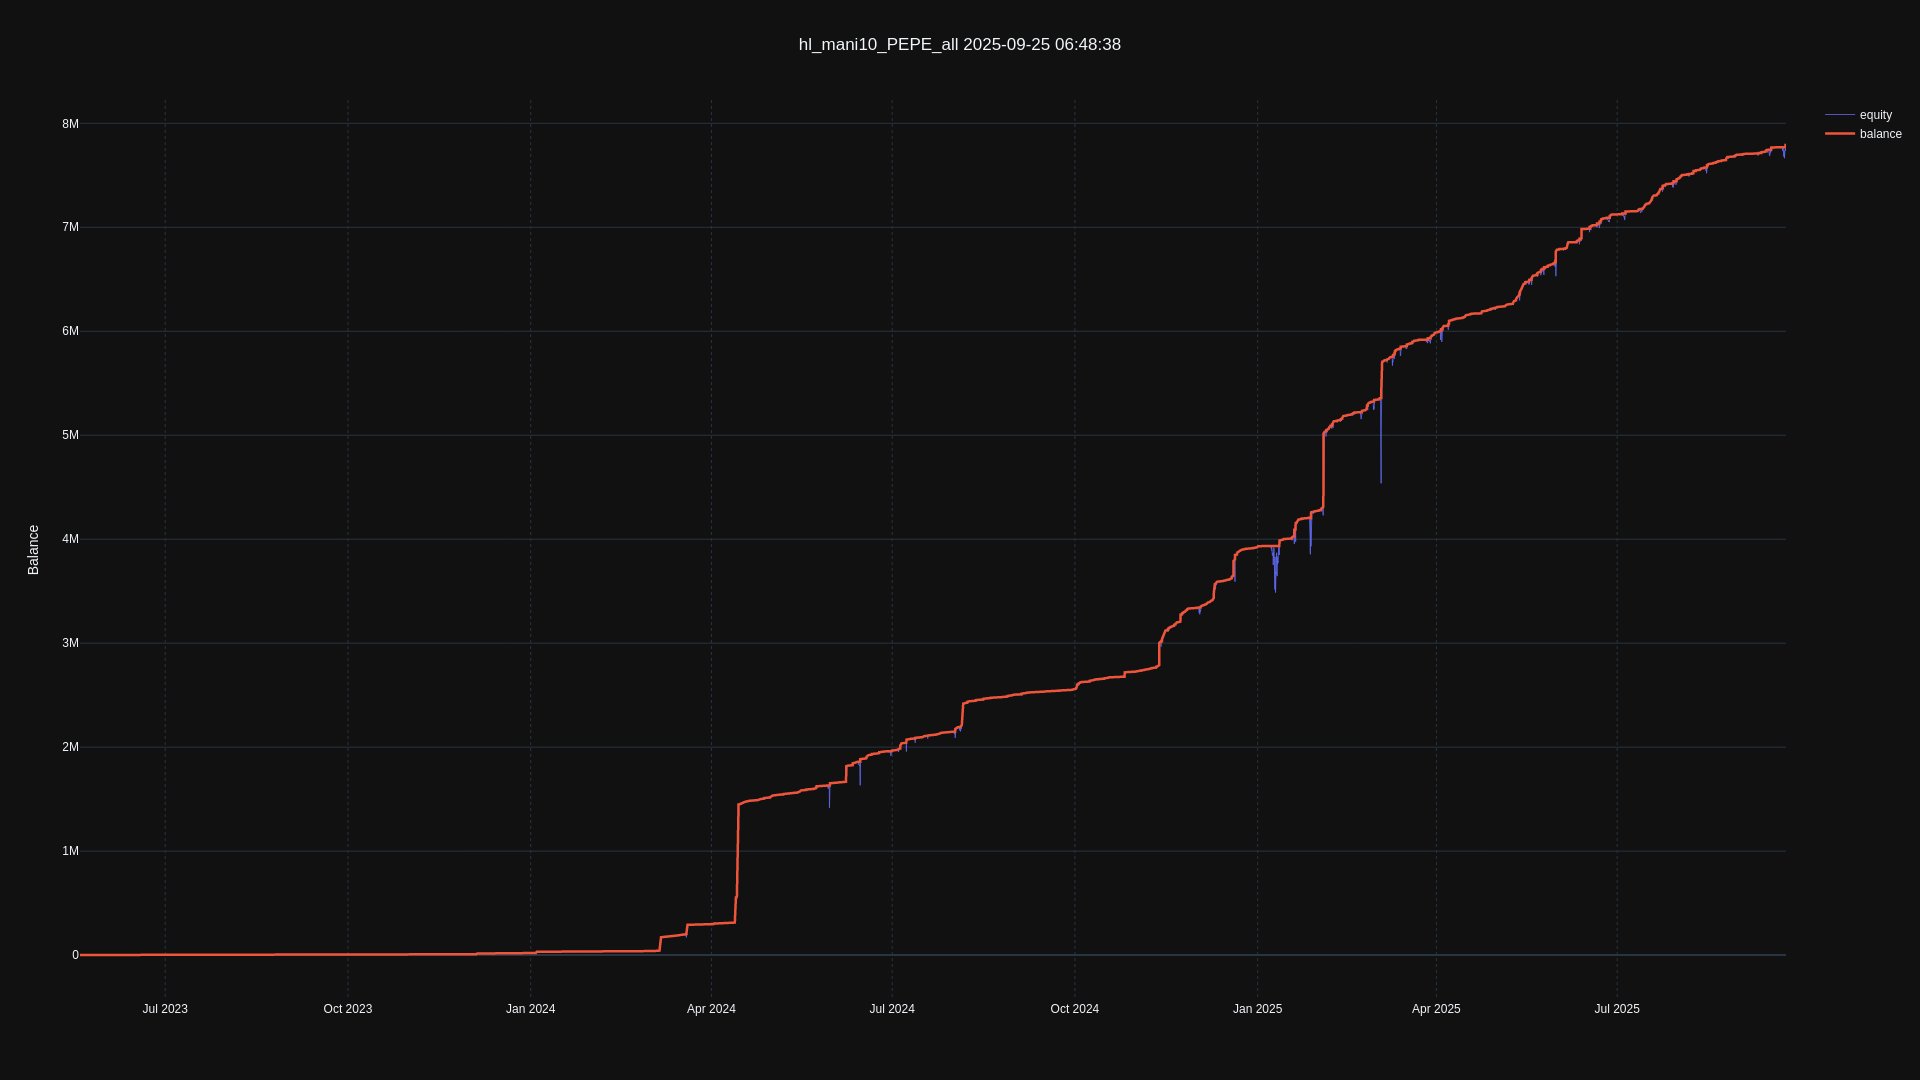 hl_mani10_PEPE_all 2025-09-25 06:48:38
equity
balance
8M
7M
6M
5M
4M
3M
2M
1M
0
Balance
Jul 2023
Oct 2023
Jan 2024
Apr 2024
Jul 2024
Oct 2024
Jan 2025
Apr 2025
Jul 2025